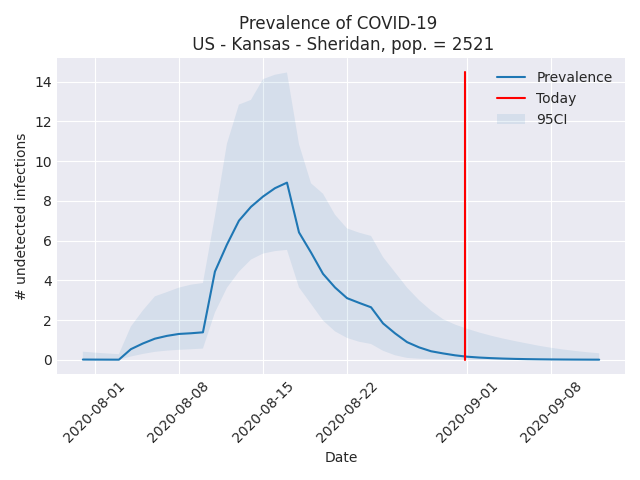 Prevalence of COVID-19
US - Kansas - Sheridan, pop. = 2521
Prevalence
Today
95CI
# undetected infections
14
12
10
8
6
4
2
0
2020-08-01
2020-08-08
2020-08-15
2020-08-22
2020-09-01
2020-09-08
Date